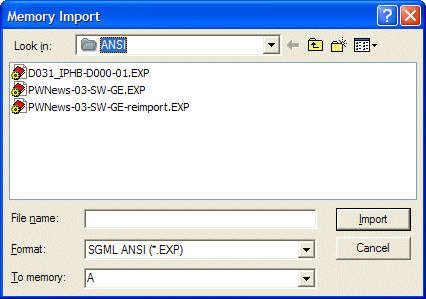 Memory Import
Look in: ANSI
D031_IPHB-D000-01.EXP
PWNews-03-SW-GE.EXP
PWNews-03-SW-GE-reimport.EXP
File name: Import
Format: SGML ANSI (*.EXP) Cancel
To memory: A